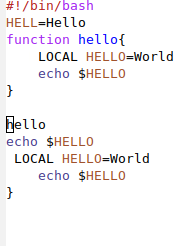 #!/bin/bash
HELL=Hello
function hello{
    LOCAL HELLO=World
    echo $HELLO
}

hello
echo $HELLO
 LOCAL HELLO=World
    echo $HELLO
}